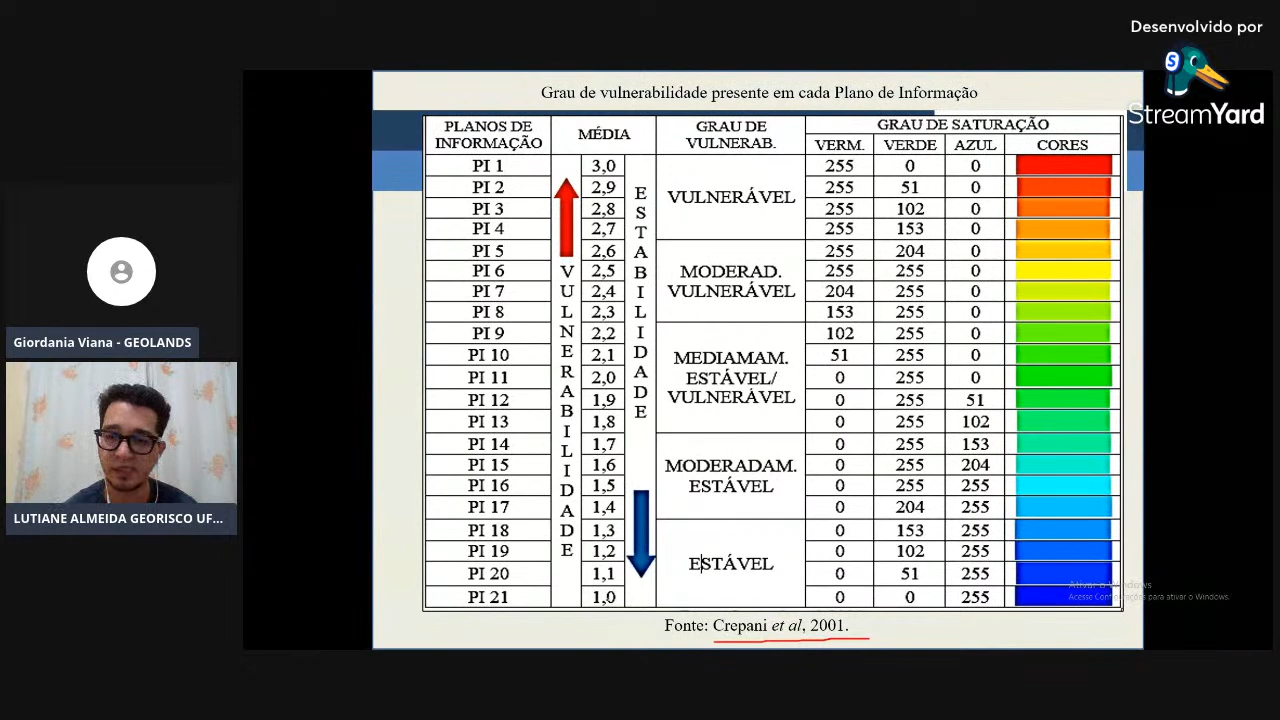 Desenvolvido por
StreamYard
Grau de vulnerabilidade presente em cada Plano de Informação
PLANOS DE INFORMAÇÃO MÉDIA GRAU DE VULNERAB. GRAU DE SATURAÇÃO
VERM. VERDE AZUL CORES
PI 1 3,0 255 0 0
PI 2 2,9 255 51 0
PI 3 2,8 255 102 0
PI 4 2,7 255 153 0
VULNERÁVEL
PI 5 2,6 255 204 0
PI 6 2,5 255 255 0
PI 7 2,4 204 255 0
PI 8 2,3 153 255 0
MODERAD.
VULNERÁVEL
PI 9 2,2 102 255 0
PI 10 2,1 51 255 0
PI 11 2,0 0 255 0
PI 12 1,9 0 255 51
PI 13 1,8 0 255 102
MEDIAMAM.
ESTÁVEL/
VULNERÁVEL
PI 14 1,7 0 255 153
PI 15 1,6 0 255 204
PI 16 1,5 0 255 255
PI 17 1,4 0 204 255
MODERADAM.
ESTÁVEL
PI 18 1,3 0 153 255
PI 19 1,2 0 102 255
PI 20 1,1 0 51 255
PI 21 1,0 0 0 255
ESTÁVEL
VULNERABILIDADE
ESTABILIDADE
Fonte: Crepani et al, 2001.
Ativar o Windows
Acesse Configurações para ativar o Windows.
Giordania Viana - GEOLANDS
LUTIANE ALMEIDA GEORISCO UF...